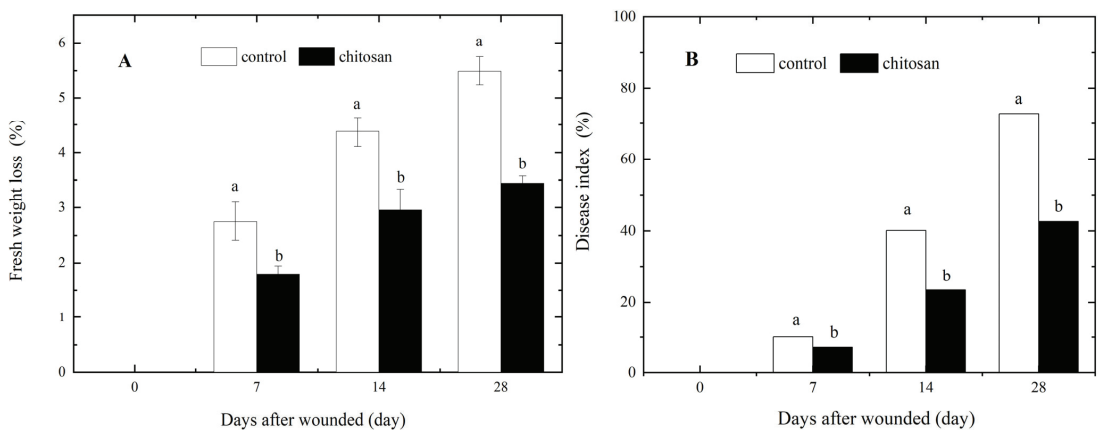 A
control
chitosan
6
5
4
3
2
1
0
a
a
a
b
b
b
0
7
14
28
Fresh weight loss (%)
Days after wounded (day)
B
control
chitosan
100
80
60
40
20
0
a
a
a
b
b
b
0
7
14
28
Disease index (%)
Days after wounded (day)